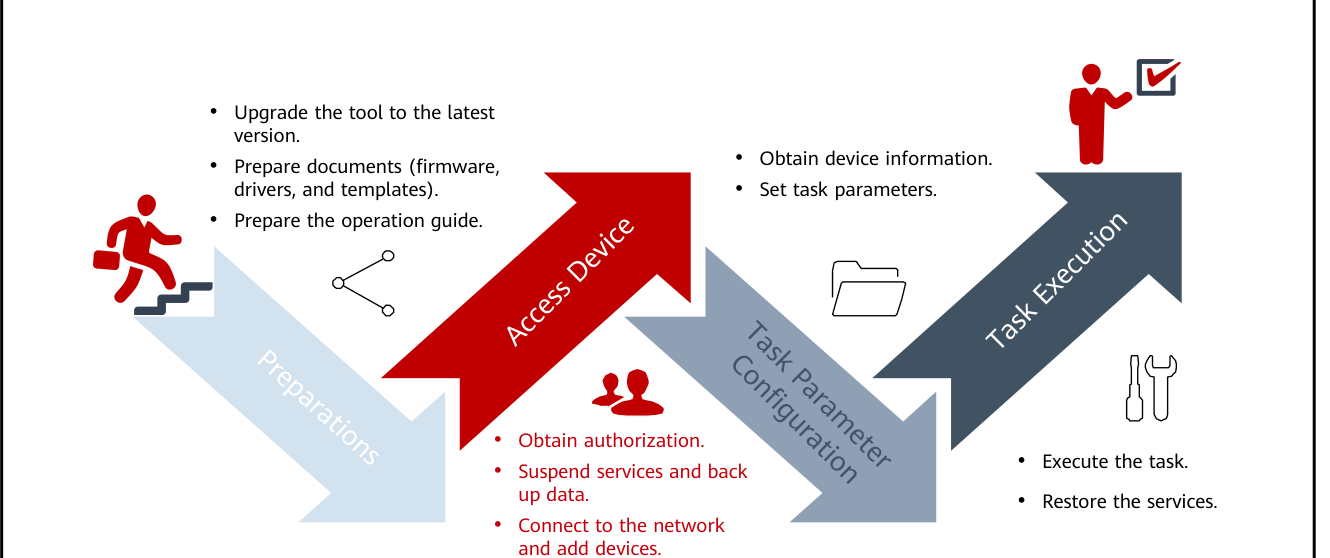 • Upgrade the tool to the latest
version.
• Prepare documents (firmware,
drivers, and templates).
• Prepare the operation guide.
Preparations
Access Device
• Obtain authorization.
• Suspend services and back
up data.
• Connect to the network
and add devices.
• Obtain device information.
• Set task parameters.
Task Parameter
Configuration
Task Execution
• Execute the task.
• Restore the services.